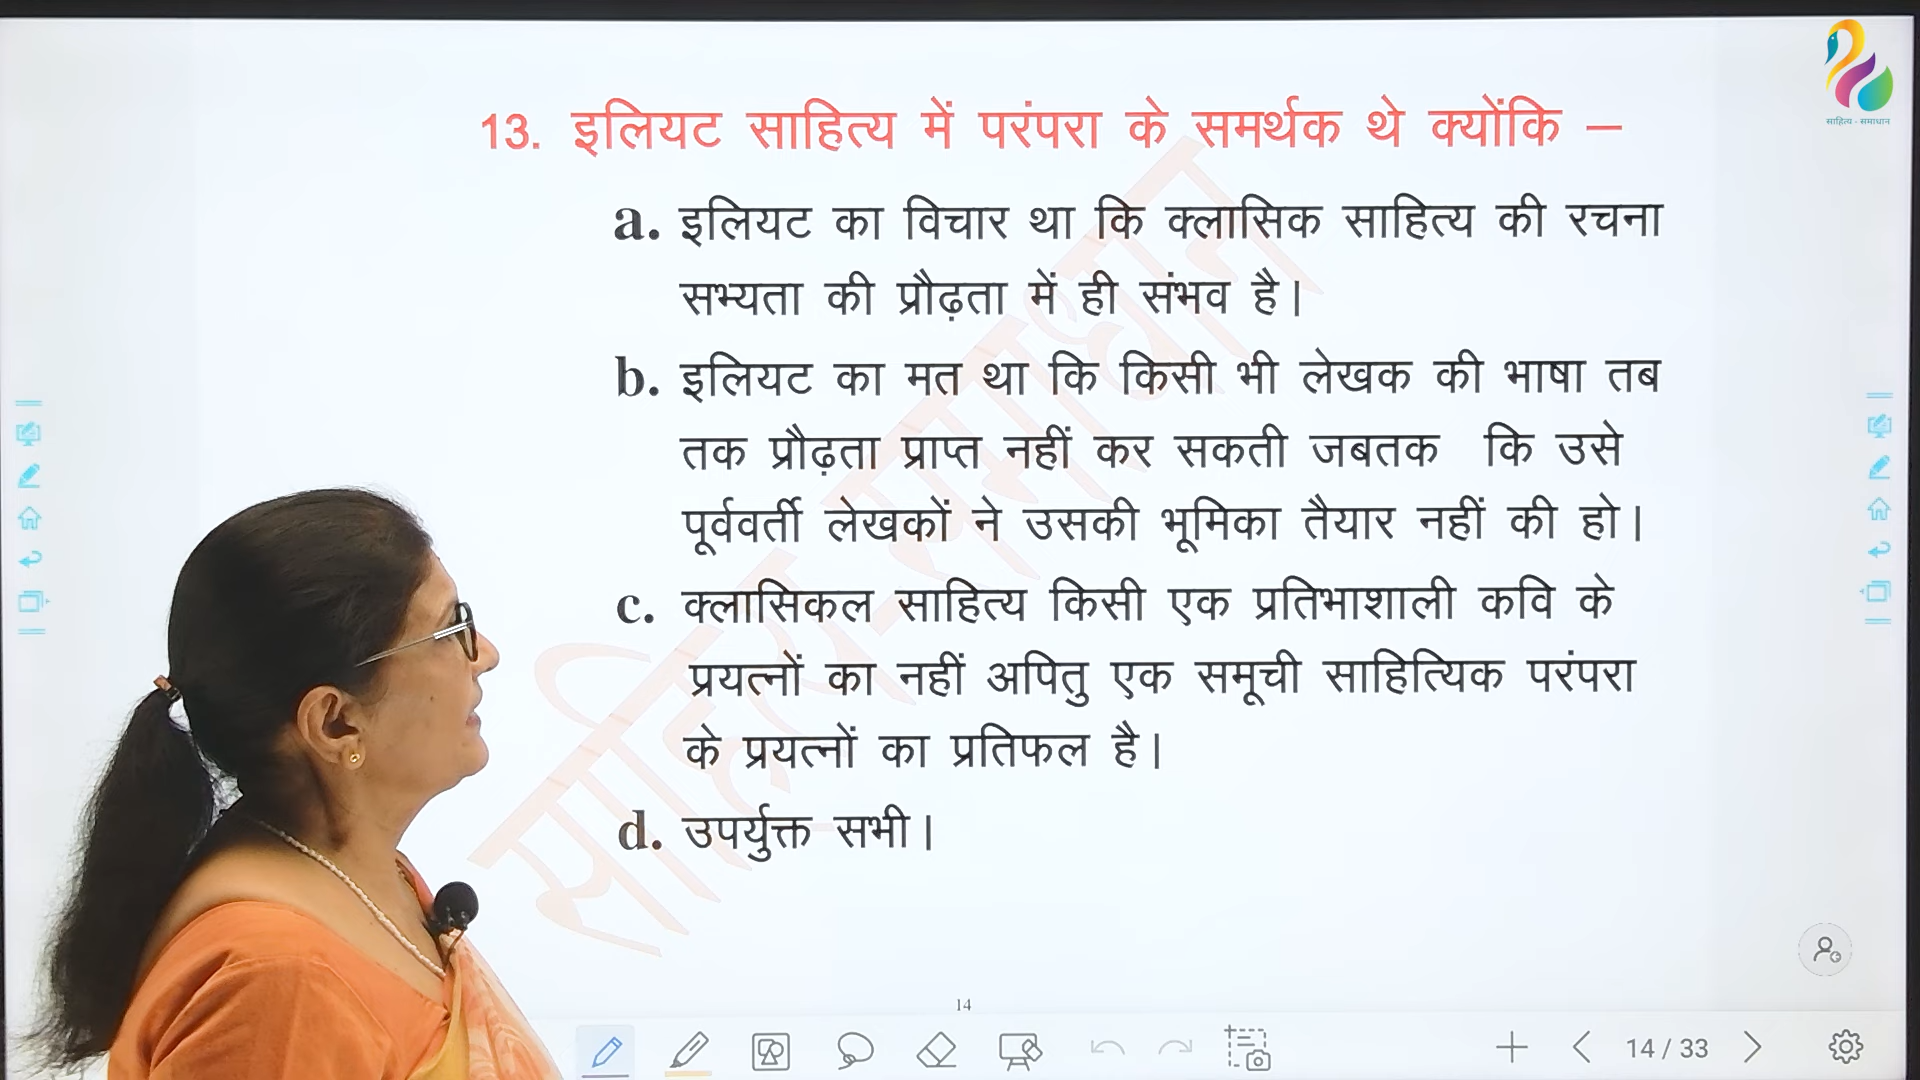 साहित्य - समाधान
13. इलियट साहित्य में परंपरा के समर्थक थे क्योंकि –
a. इलियट का विचार था कि क्लासिक साहित्य की रचना
सभ्यता की प्रौढ़ता में ही संभव है।
b. इलियट का मत था कि किसी भी लेखक की भाषा तब
तक प्रौढ़ता प्राप्त नहीं कर सकती जबतक कि उसे
पूर्ववर्ती लेखकों ने उसकी भूमिका तैयार नहीं की हो।
c. क्लासिकल साहित्य किसी एक प्रतिभाशाली कवि के
प्रयत्नों का नहीं अपितु एक समूची साहित्यिक परंपरा
के प्रयत्नों का प्रतिफल है।
d. उपर्युक्त सभी।
साहित्य-समाधान
14
14 / 33